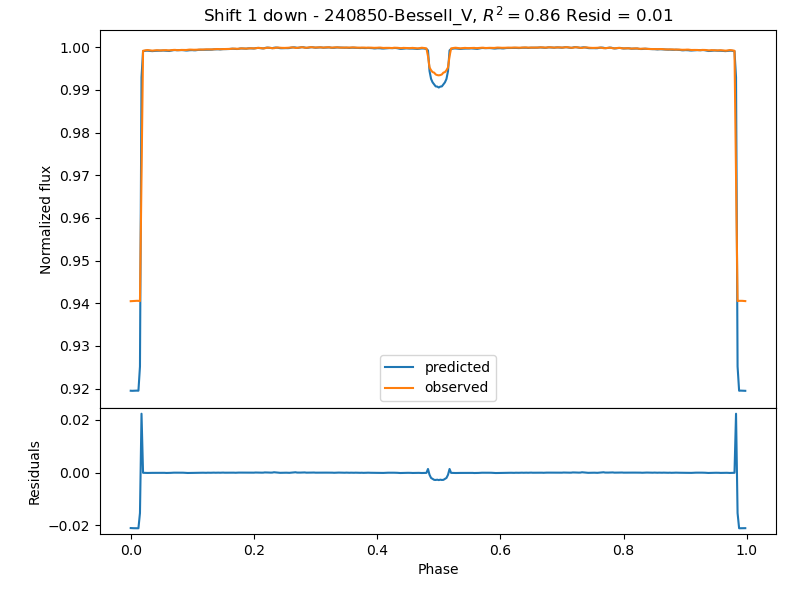 Shift 1 down - 240850-Bessell_V, R² = 0.86 Resid = 0.01
1.00
0.99
0.98
0.97
0.96
0.95
0.94
0.93
0.92
Normalized flux
predicted
observed
0.02
0.00
−0.02
Residuals
0.0 0.2 0.4 0.6 0.8 1.0
Phase